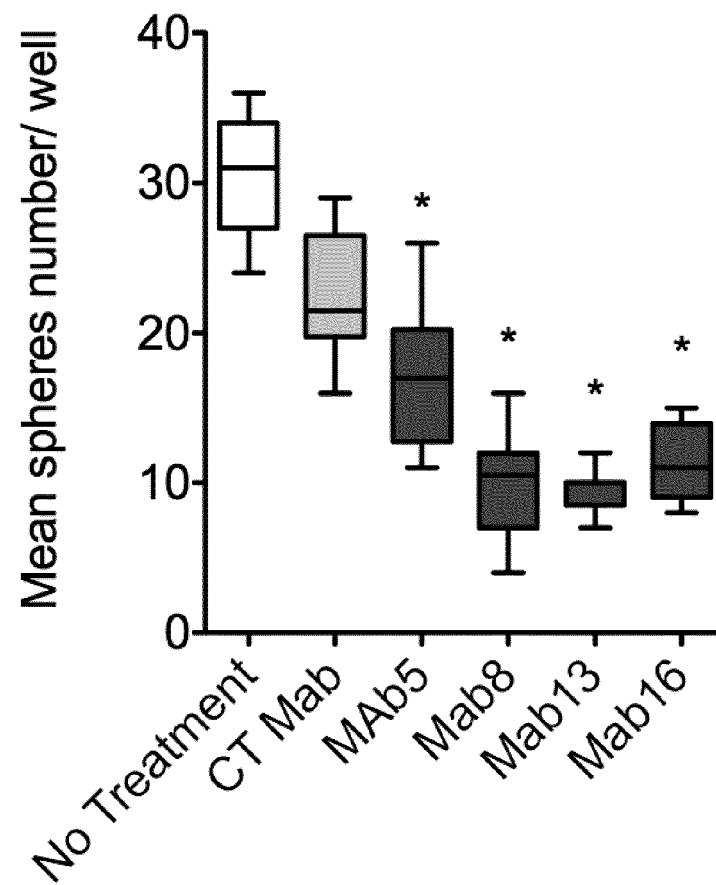 Mean spheres number/ well
40
30
20
10
0
*
*
*
*
No Treatment
CT Mab
MAb5
Mab8
Mab13
Mab16